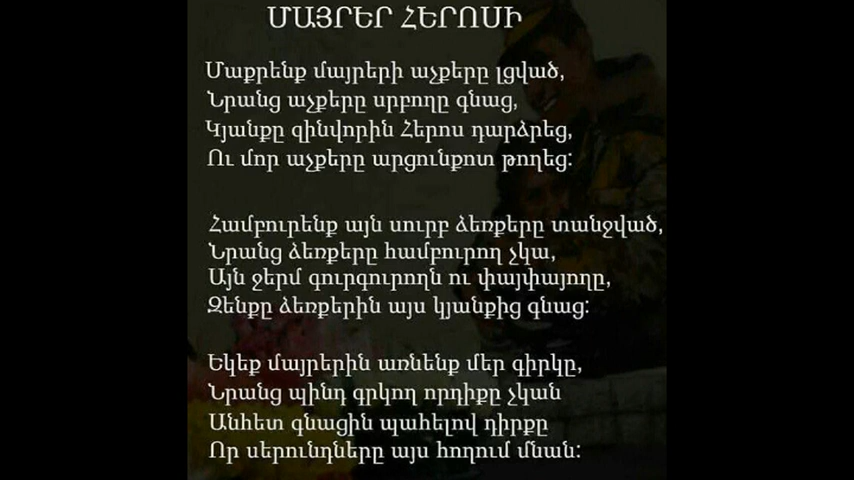 ՄԱՅՐԵՐ ՀԵՐՈՍԻ
Մաքրենք մայրերի աչքերը լցված,
Նրանց աչքերը սրբողը գնաց,
Կյանքը զինվորին Հերոս դարձրեց,
Ու մոր աչքերը արցունքոտ թողեց:
Համբուրենք այն սուրբ ձեռքերը տանջված,
Նրանց ձեռքերը համբուրող չկա,
Այն ջերմ գուրգուրողն ու փայփայողը,
Զենքը ձեռքերին այս կյանքից գնաց:
Եկեք մայրերին առնենք մեր գիրկը,
Նրանց պինդ գրկող որդիքը չկան
Անհետ գնացին պահելով դիրքը
Որ սերունդները այս հողում մնան: